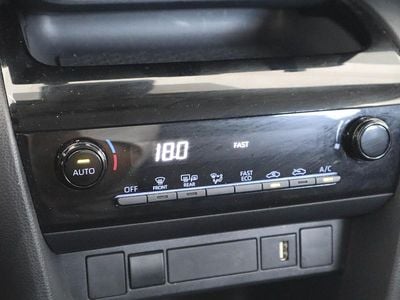 18.0 FAST
AUTO
OFF FRONT REAR FAST ECO A/C